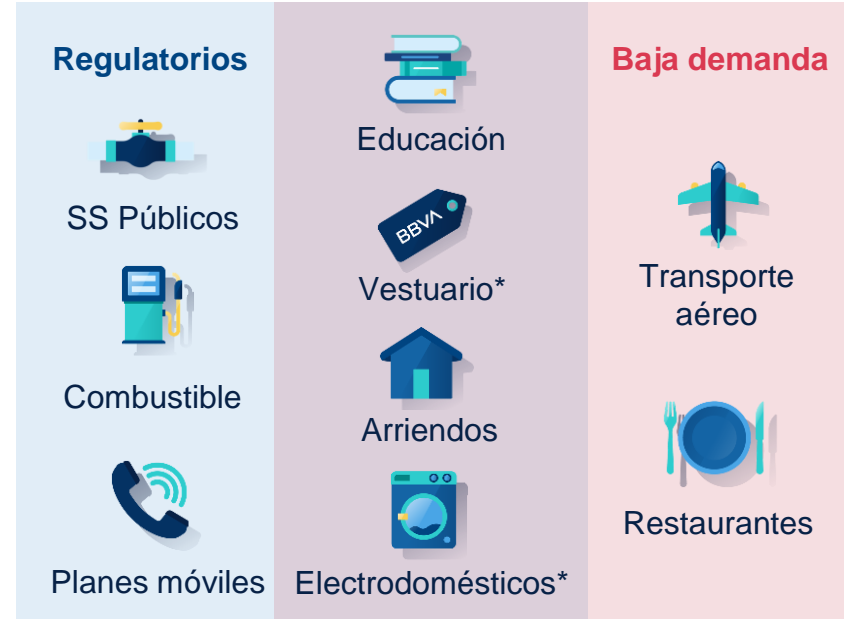 Regulatorios
SS Públicos
Combustible
Planes móviles
Educación
BBVA
Vestuario*
Arriendos
Electrodomésticos*
Baja demanda
Transporte
aéreo
Restaurantes